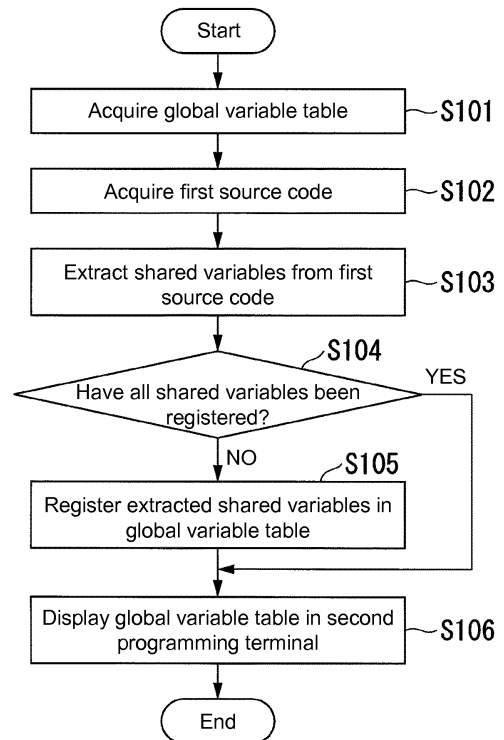 Start
Acquire global variable table
S101
Acquire first source code
S102
Extract shared variables from first
source code
S103
S104
Have all shared variables been
registered?
YES
NO
S105
Register extracted shared variables in
global variable table
Display global variable table in second
programming terminal
S106
End